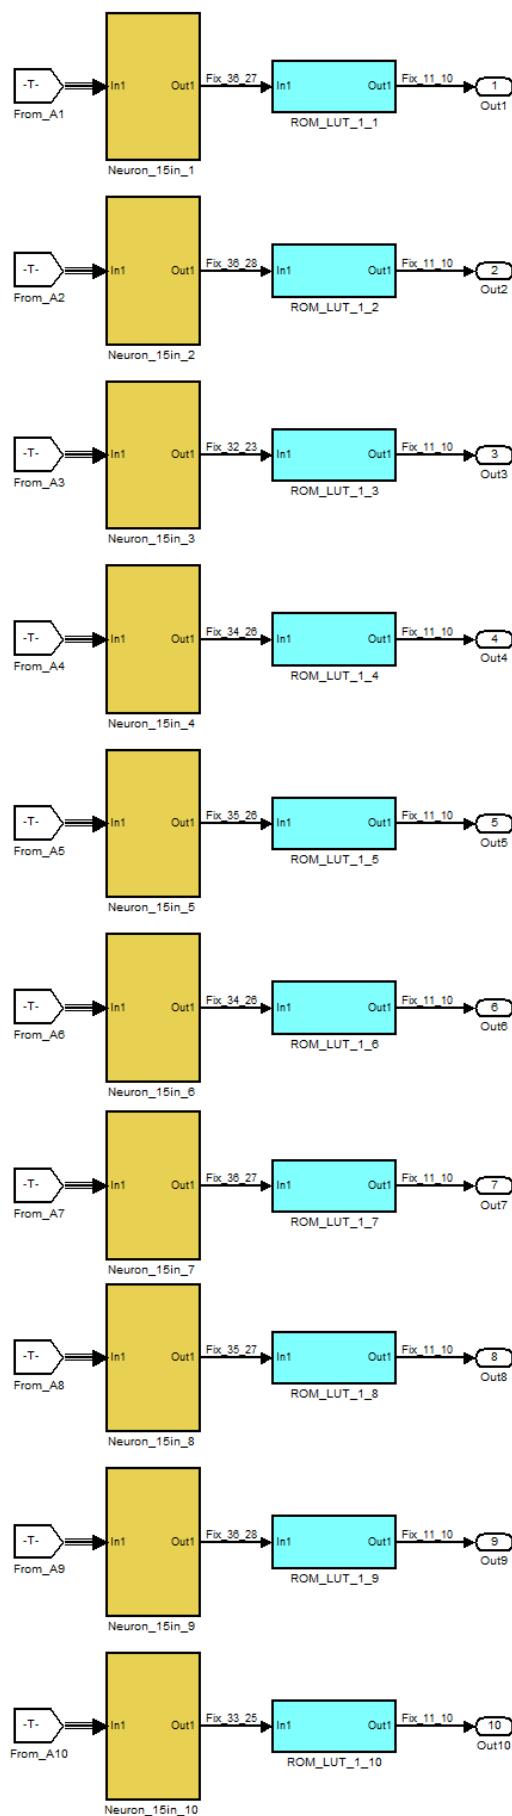 -T- In1 Out1 Fix_36_27 In1 Out1 Fix_11_10 1
From_A1 Neuron_15in_1 ROM_LUT_1_1 Out1
-T- In1 Out1 Fix_36_28 In1 Out1 Fix_11_10 2
From_A2 Neuron_15in_2 ROM_LUT_1_2 Out2
-T- In1 Out1 Fix_32_23 In1 Out1 Fix_11_10 3
From_A3 Neuron_15in_3 ROM_LUT_1_3 Out3
-T- In1 Out1 Fix_34_26 In1 Out1 Fix_11_10 4
From_A4 Neuron_15in_4 ROM_LUT_1_4 Out4
-T- In1 Out1 Fix_35_26 In1 Out1 Fix_11_10 5
From_A5 Neuron_15in_5 ROM_LUT_1_5 Out5
-T- In1 Out1 Fix_34_26 In1 Out1 Fix_11_10 6
From_A6 Neuron_15in_6 ROM_LUT_1_6 Out6
-T- In1 Out1 Fix_36_27 In1 Out1 Fix_11_10 7
From_A7 Neuron_15in_7 ROM_LUT_1_7 Out7
-T- In1 Out1 Fix_35_27 In1 Out1 Fix_11_10 8
From_A8 Neuron_15in_8 ROM_LUT_1_8 Out8
-T- In1 Out1 Fix_36_28 In1 Out1 Fix_11_10 9
From_A9 Neuron_15in_9 ROM_LUT_1_9 Out9
-T- In1 Out1 Fix_33_25 In1 Out1 Fix_11_10 10
From_A10 Neuron_15in_10 ROM_LUT_1_10 Out10